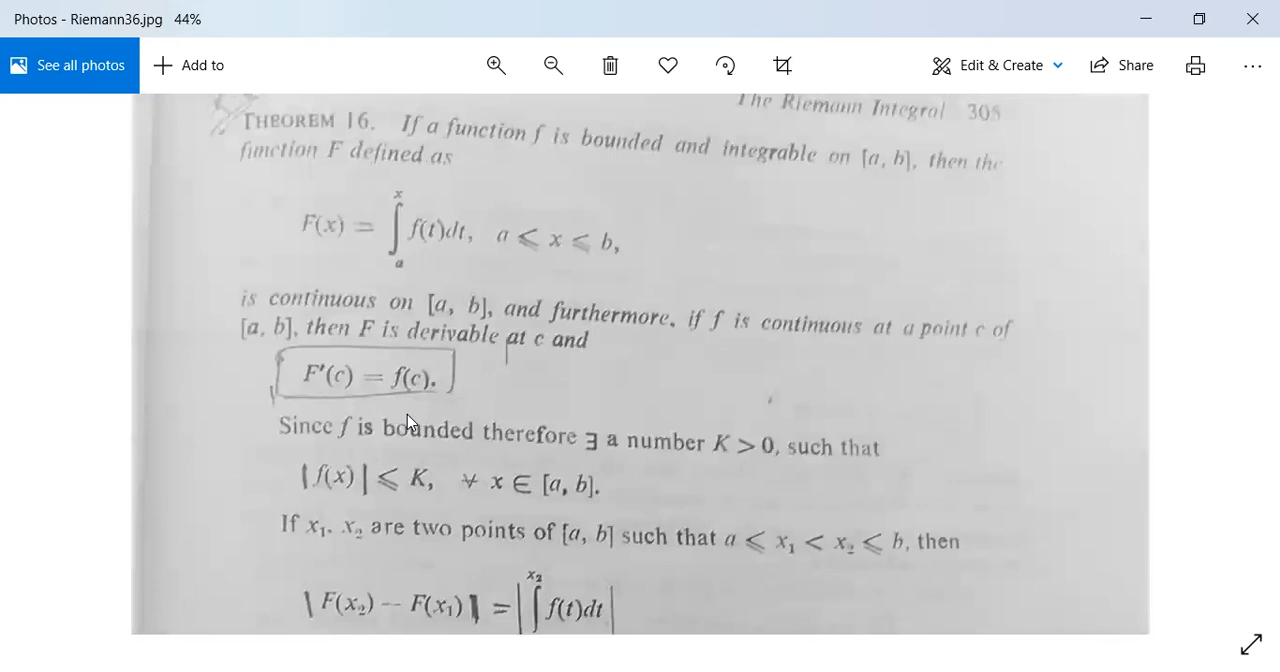 Photos - Riemann36.jpg 44%
See all photos
Add to
Edit & Create
Share
The Riemann Integral 305
THEOREM 16. If a function f is bounded and integrable on [a, b], then the
function F defined as
F(x) = ∫ₐˣ f(t)dt, a ⩽ x ⩽ b,
is continuous on [a, b], and furthermore, if f is continuous at a point c of
[a, b], then F is derivable at c and
F'(c) = f(c).
Since f is bounded therefore ∃ a number K > 0, such that
|f(x)| ⩽ K, ∀ x ∈ [a, b].
If x₁, x₂ are two points of [a, b] such that a ⩽ x₁ < x₂ ⩽ b, then
|F(x₂) — F(x₁)| = |∫ₓ₁ˣ² f(t)dt|